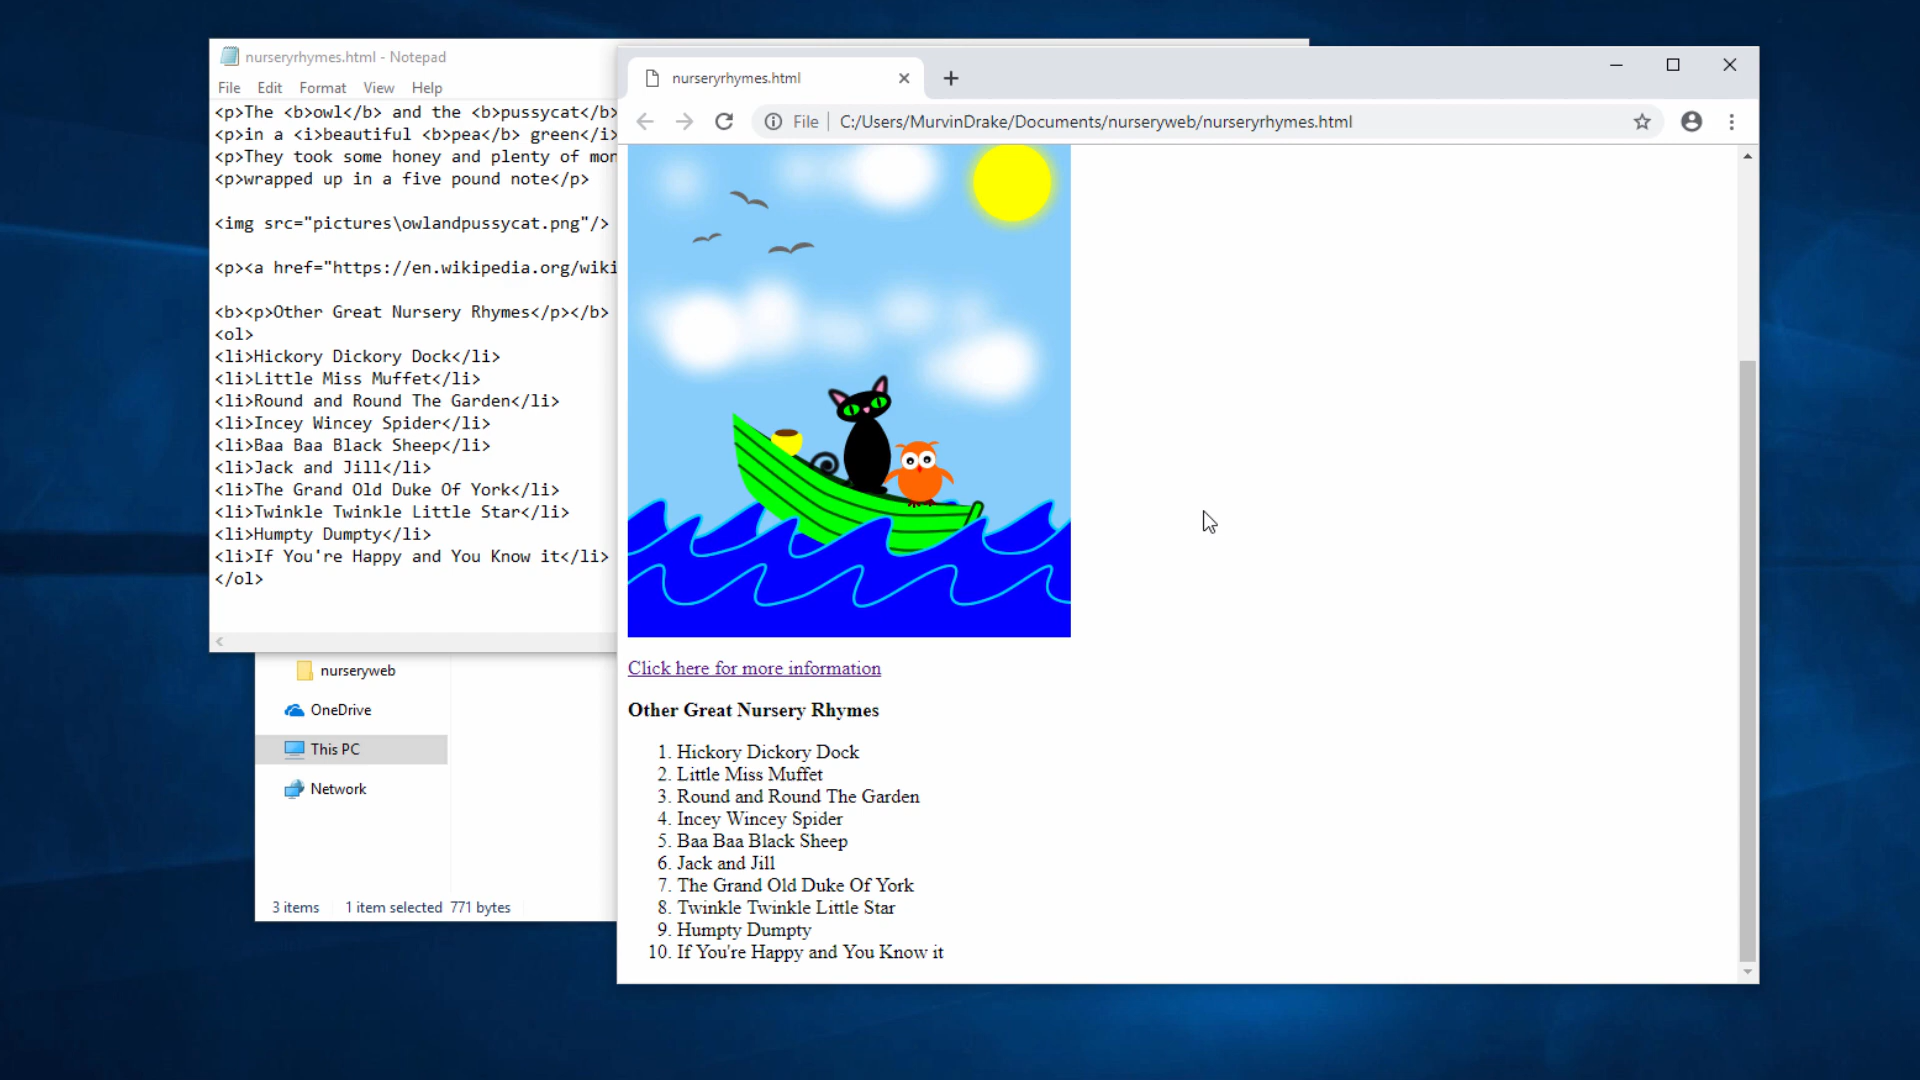 nurseryrhymes.html - Notepad
File Edit Format View Help
<p>The <b>owl</b> and the <b>pussycat</b>
<p>in a <i>beautiful <b>pea</b> green</i>
<p>They took some honey and plenty of mon
<p>wrapped up in a five pound note</p>
<img src="pictures\owlandpussycat.png"/>
<p><a href="https://en.wikipedia.org/wiki
<b><p>Other Great Nursery Rhymes</p></b>
<ol>
<li>Hickory Dickory Dock</li>
<li>Little Miss Muffet</li>
<li>Round and Round The Garden</li>
<li>Incey Wincey Spider</li>
<li>Baa Baa Black Sheep</li>
<li>Jack and Jill</li>
<li>The Grand Old Duke Of York</li>
<li>Twinkle Twinkle Little Star</li>
<li>Humpty Dumpty</li>
<li>If You're Happy and You Know it</li>
</ol>
nurseryweb
OneDrive
This PC
Network
3 items 1 item selected 771 bytes
nurseryrhymes.html
File C:/Users/MurvinDrake/Documents/nurseryweb/nurseryrhymes.html
Click here for more information
Other Great Nursery Rhymes
1. Hickory Dickory Dock
2. Little Miss Muffet
3. Round and Round The Garden
4. Incey Wincey Spider
5. Baa Baa Black Sheep
6. Jack and Jill
7. The Grand Old Duke Of York
8. Twinkle Twinkle Little Star
9. Humpty Dumpty
10. If You're Happy and You Know it